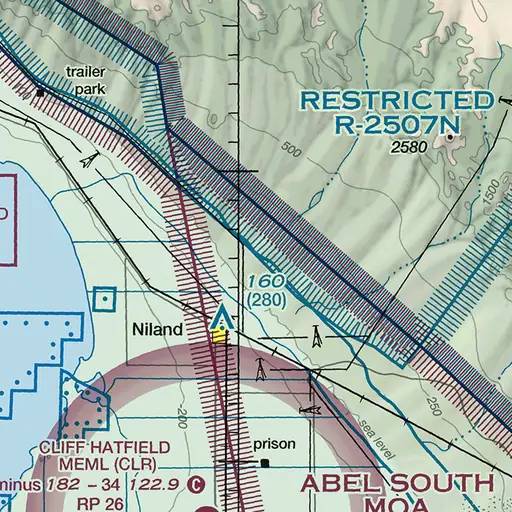 trailer
park
RESTRICTED
R-2507N
2580
500
1500
D
160
(280)
Niland
200
250
sea level
CLIFF HATFIELD
MEML (CLR)
minus 182 – 34 122.9 C
RP 26
prison
ABEL SOUTH
MOA